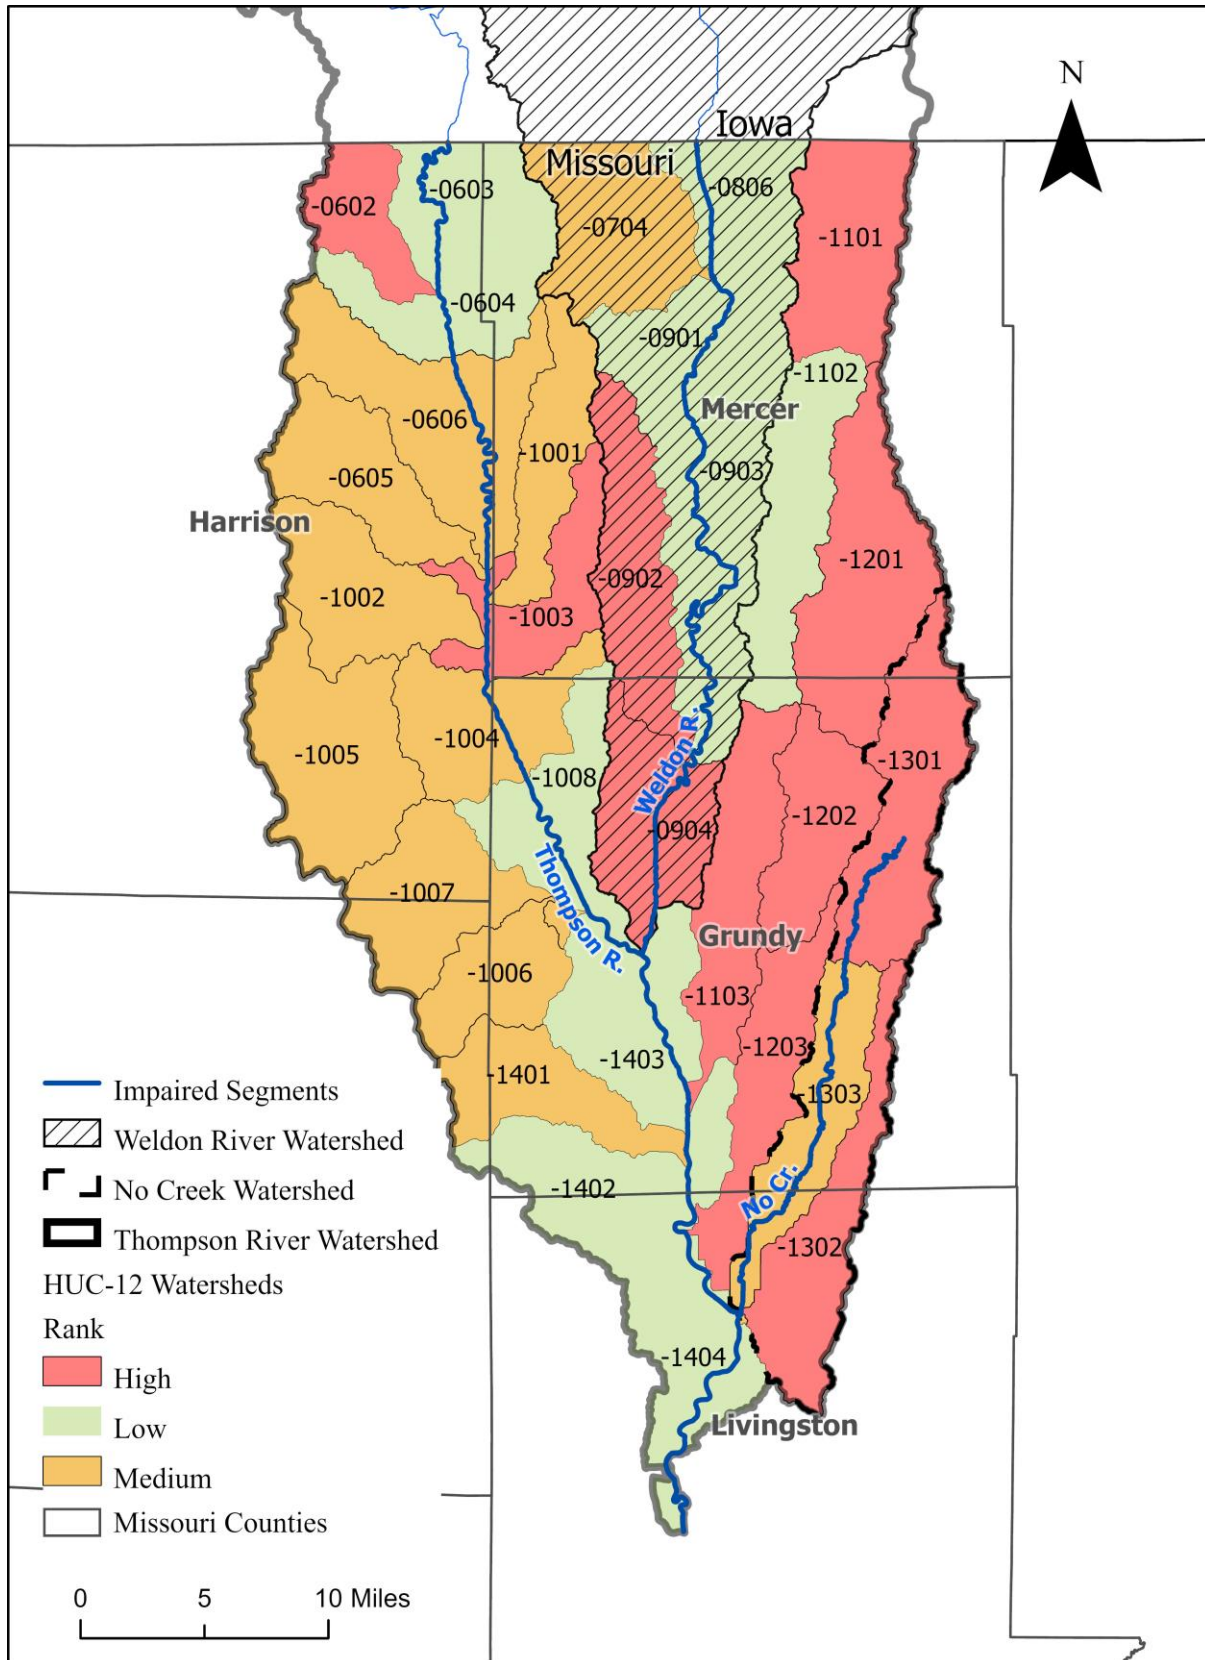 N
Iowa
Missouri
-0602
-0603
-0604
-0704
-0806
-1101
-0901
-1102
Mercer
-0606
-1001
-0903
-0605
Harrison
-1201
-1002
-0902
-1003
-1004
-1005
-1008
Weldon R.
-1301
-1202
-0904
Thompson R.
-1007
Grundy
-1006
-1103
-1203
-1403
-1401
-1303
No Cr.
-1402
-1302
-1404
Livingston
Impaired Segments
Weldon River Watershed
No Creek Watershed
Thompson River Watershed
HUC-12 Watersheds
Rank
High
Low
Medium
Missouri Counties
0 5 10 Miles